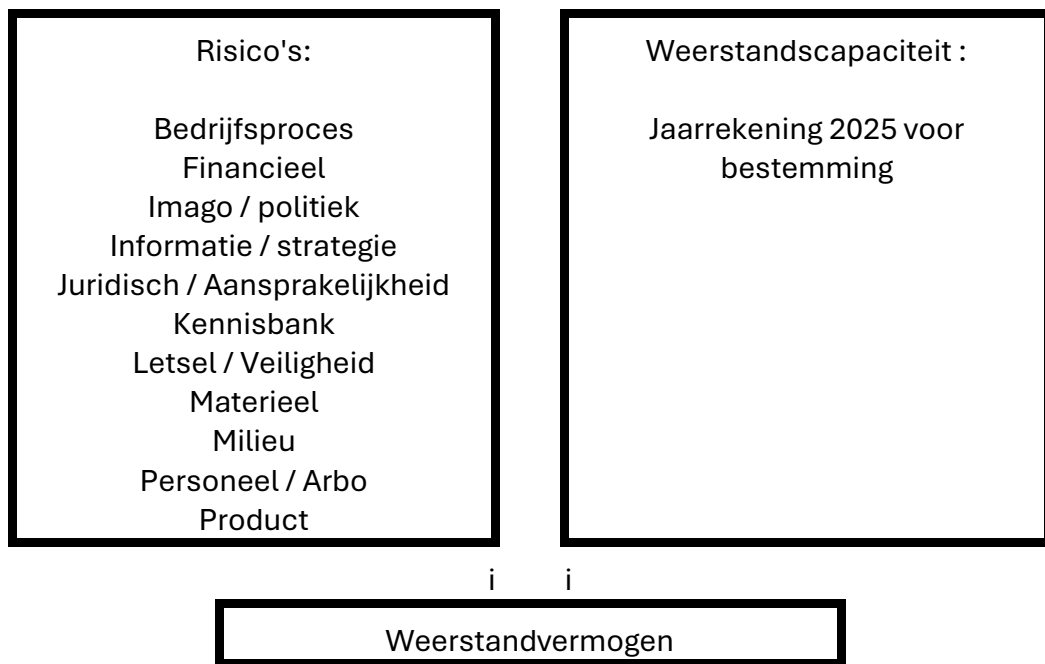 Risico's:
Bedrijfsproces
Financieel
Imago / politiek
Informatie / strategie
Juridisch / Aansprakelijkheid
Kennisbank
Letsel / Veiligheid
Materieel
Milieu
Personeel / Arbo
Product
Weerstandscapaciteit :
Jaarrekening 2025 voor
bestemming
i i
Weerstandvermogen